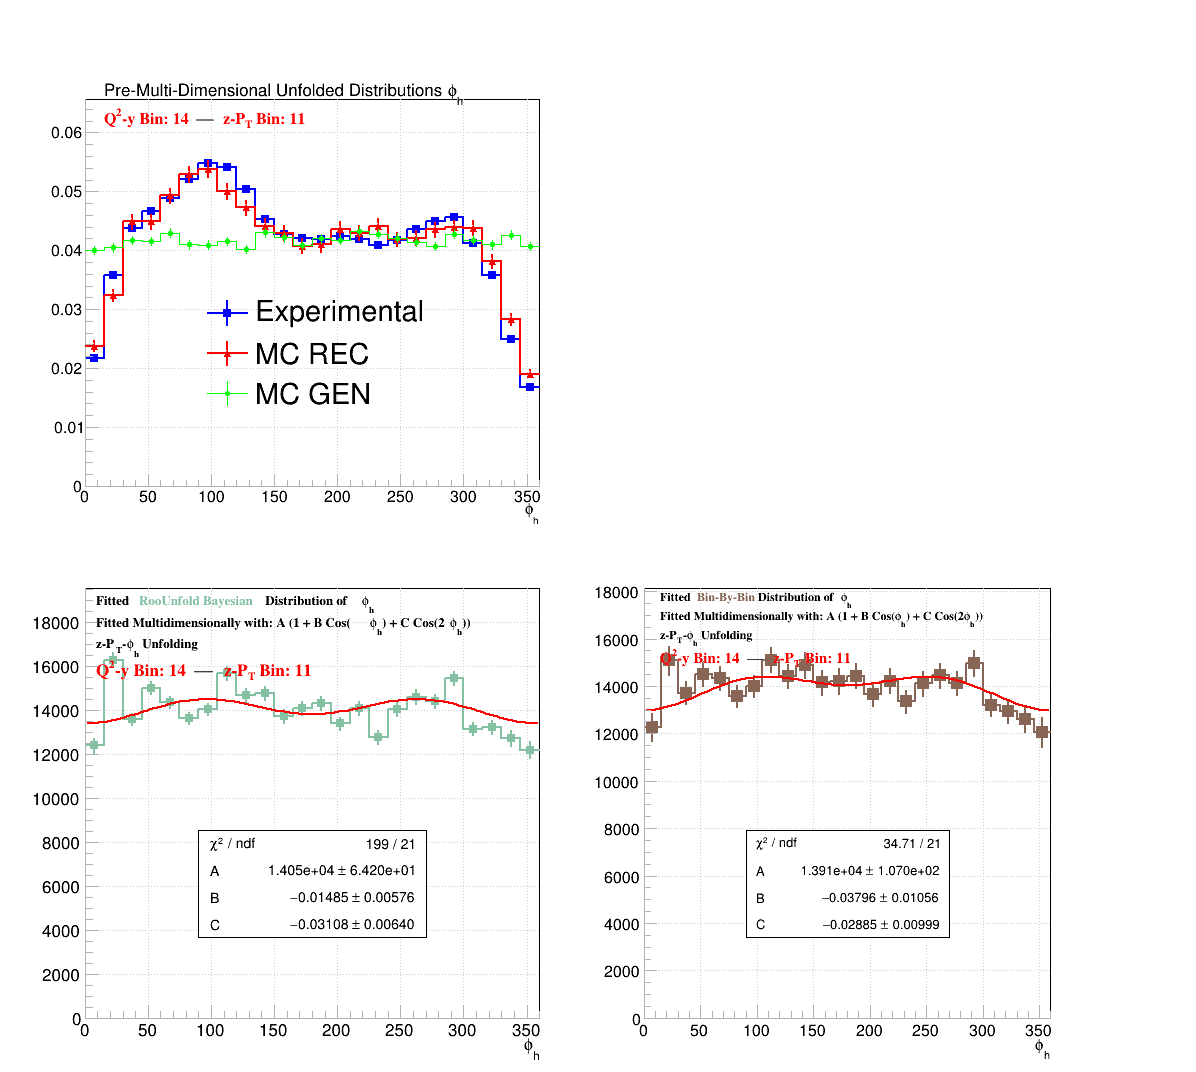 Pre-Multi-Dimensional Unfolded Distributions ϕh
Q2-y Bin: 14 — z-PT Bin: 11
0.06
0.05
0.04
0.03
0.02
0.01
0
Experimental
MC REC
MC GEN
0 50 100 150 200 250 300 350
ϕh
Fitted RooUnfold Bayesian Distribution of ϕh
Fitted Multidimensionally with: A (1 + B Cos( ϕh) + C Cos(2 ϕh))
z-PT-ϕh Unfolding
Q2-y Bin: 14 — z-PT Bin: 11
18000
16000
14000
12000
10000
8000
6000
4000
2000
0
χ2 / ndf 199 / 21
A 1.405e+04 ± 6.420e+01
B −0.01485 ± 0.00576
C −0.03108 ± 0.00640
0 50 100 150 200 250 300 350
ϕh
Fitted Bin-By-Bin Distribution of ϕh
Fitted Multidimensionally with: A (1 + B Cos(ϕh) + C Cos(2ϕh))
z-PT-ϕh Unfolding
Q2-y Bin: 14 — z-PT Bin: 11
18000
16000
14000
12000
10000
8000
6000
4000
2000
0
χ2 / ndf 34.71 / 21
A 1.391e+04 ± 1.070e+02
B −0.03796 ± 0.01056
C −0.02885 ± 0.00999
0 50 100 150 200 250 300 350
ϕh